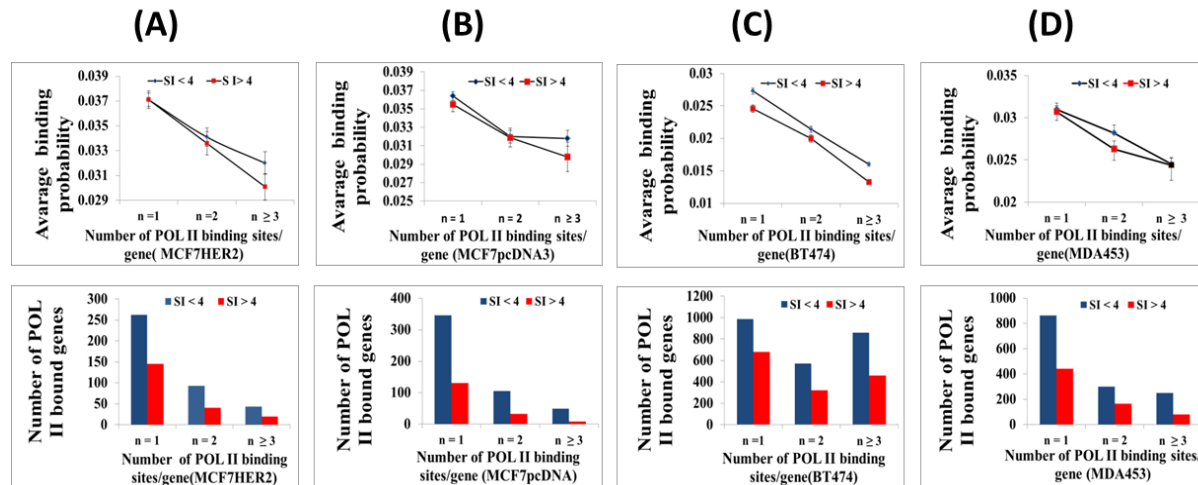 (A)
(B)
(C)
(D)
Avarage binding
probability
0.039
0.037
0.035
0.033
0.031
0.029
SI < 4
S I> 4
n =1
n =2
n ≥ 3
Number of POL II binding sites/
gene( MCF7HER2)
Avarage binding
probability
0.039
0.037
0.035
0.033
0.031
0.029
0.027
0.025
SI < 4
SI > 4
n = 1
n = 2
n ≥ 3
Number of POL II binding sites/
gene (MCF7pcDNA3)
Avarage binding
probability
0.03
0.025
0.02
0.015
0.01
SI < 4
SI > 4
n = 1
n = 2
n ≥ 3
Number of POL II binding sites/
gene(BT474)
Avarage binding
probability
0.035
0.03
0.025
0.02
SI < 4
SI > 4
n = 1
n = 2
n ≥ 3
Number of POL II binding sites/
gene(MDA453)
Number of POL
II bound genes
300
250
200
150
100
50
0
SI < 4
SI > 4
n = 1
n = 2
n ≥ 3
Number of POL II binding
sites/gene(MCF7HER2)
Number of POL
II bound genes
400
300
200
100
0
SI < 4
SI > 4
n = 1
n = 2
n ≥ 3
Number of POL II binding
sites/gene (MCF7pcDNA)
Number of POL
II bound genes
1200
1000
800
600
400
200
0
SI < 4
SI > 4
n = 1
n = 2
n ≥ 3
Number of POL II binding
sites/gene(BT474)
Number of POL
II bound genes
1000
800
600
400
200
0
SI < 4
SI > 4
n = 1
n = 2
n ≥ 3
Number of POL II binding sites/
gene (MDA453)